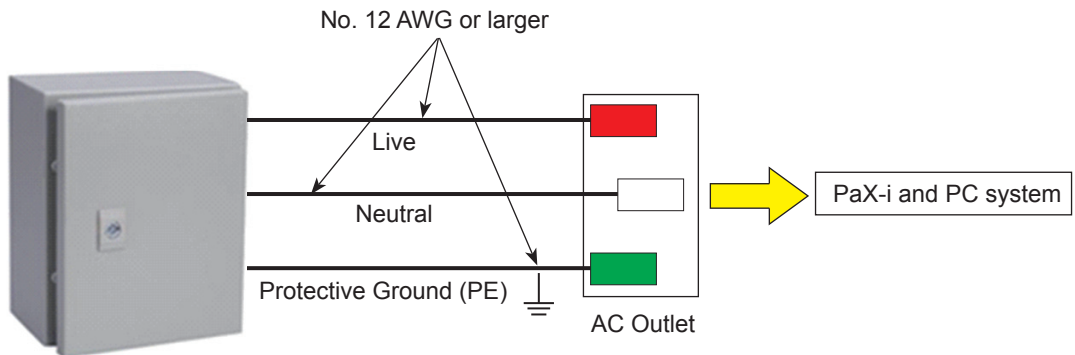 No. 12 AWG or larger
Live
Neutral
Protective Ground (PE)
AC Outlet
PaX-i and PC system